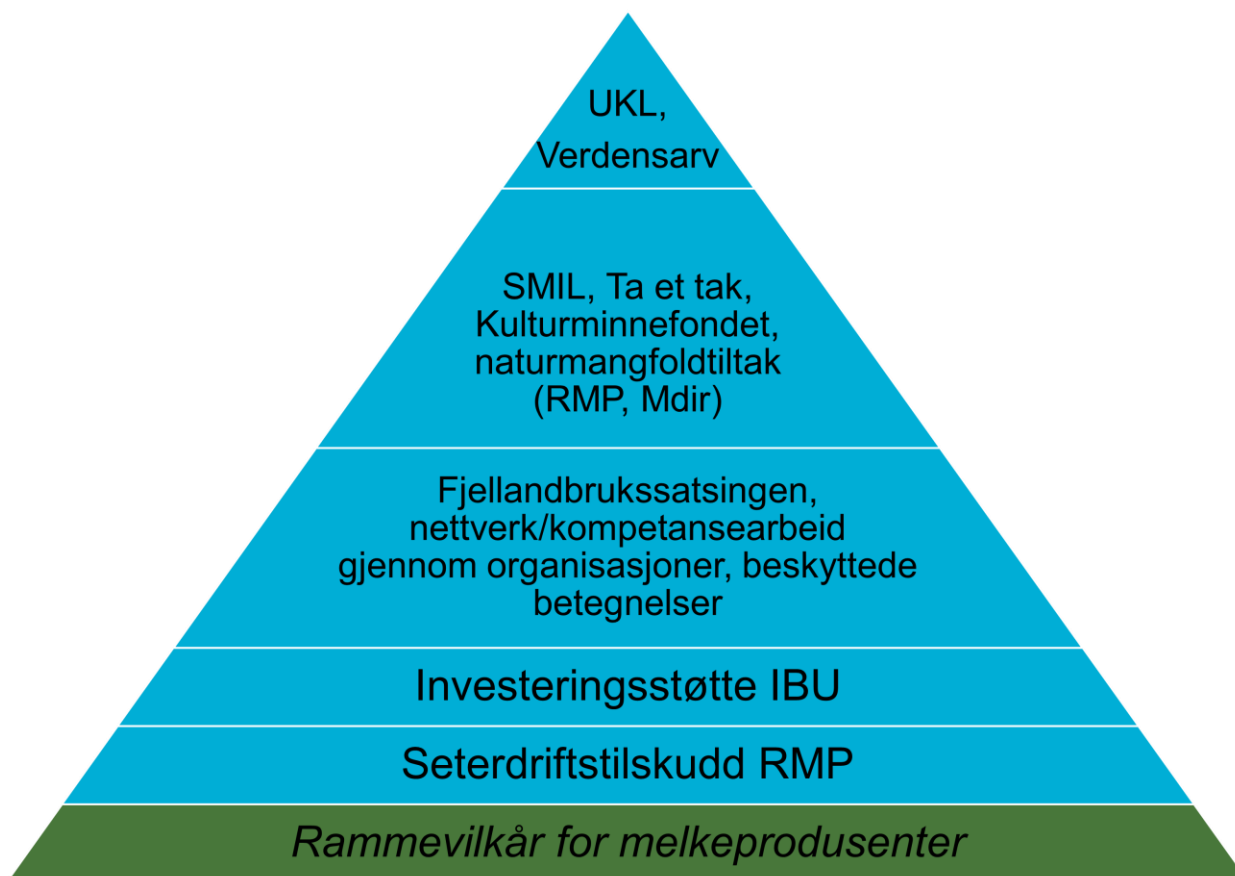 UKL,
Verdensarv
SMIL, Ta et tak,
Kulturminnefondet,
naturmangfoldtiltak
(RMP, Mdir)
Fjellandbrukssatsingen,
nettverk/kompetansearbeid
gjennom organisasjoner, beskyttede
betegnelser
Investeringsstøtte IBU
Seterdriftstilskudd RMP
Rammevilkår for melkeprodusenter